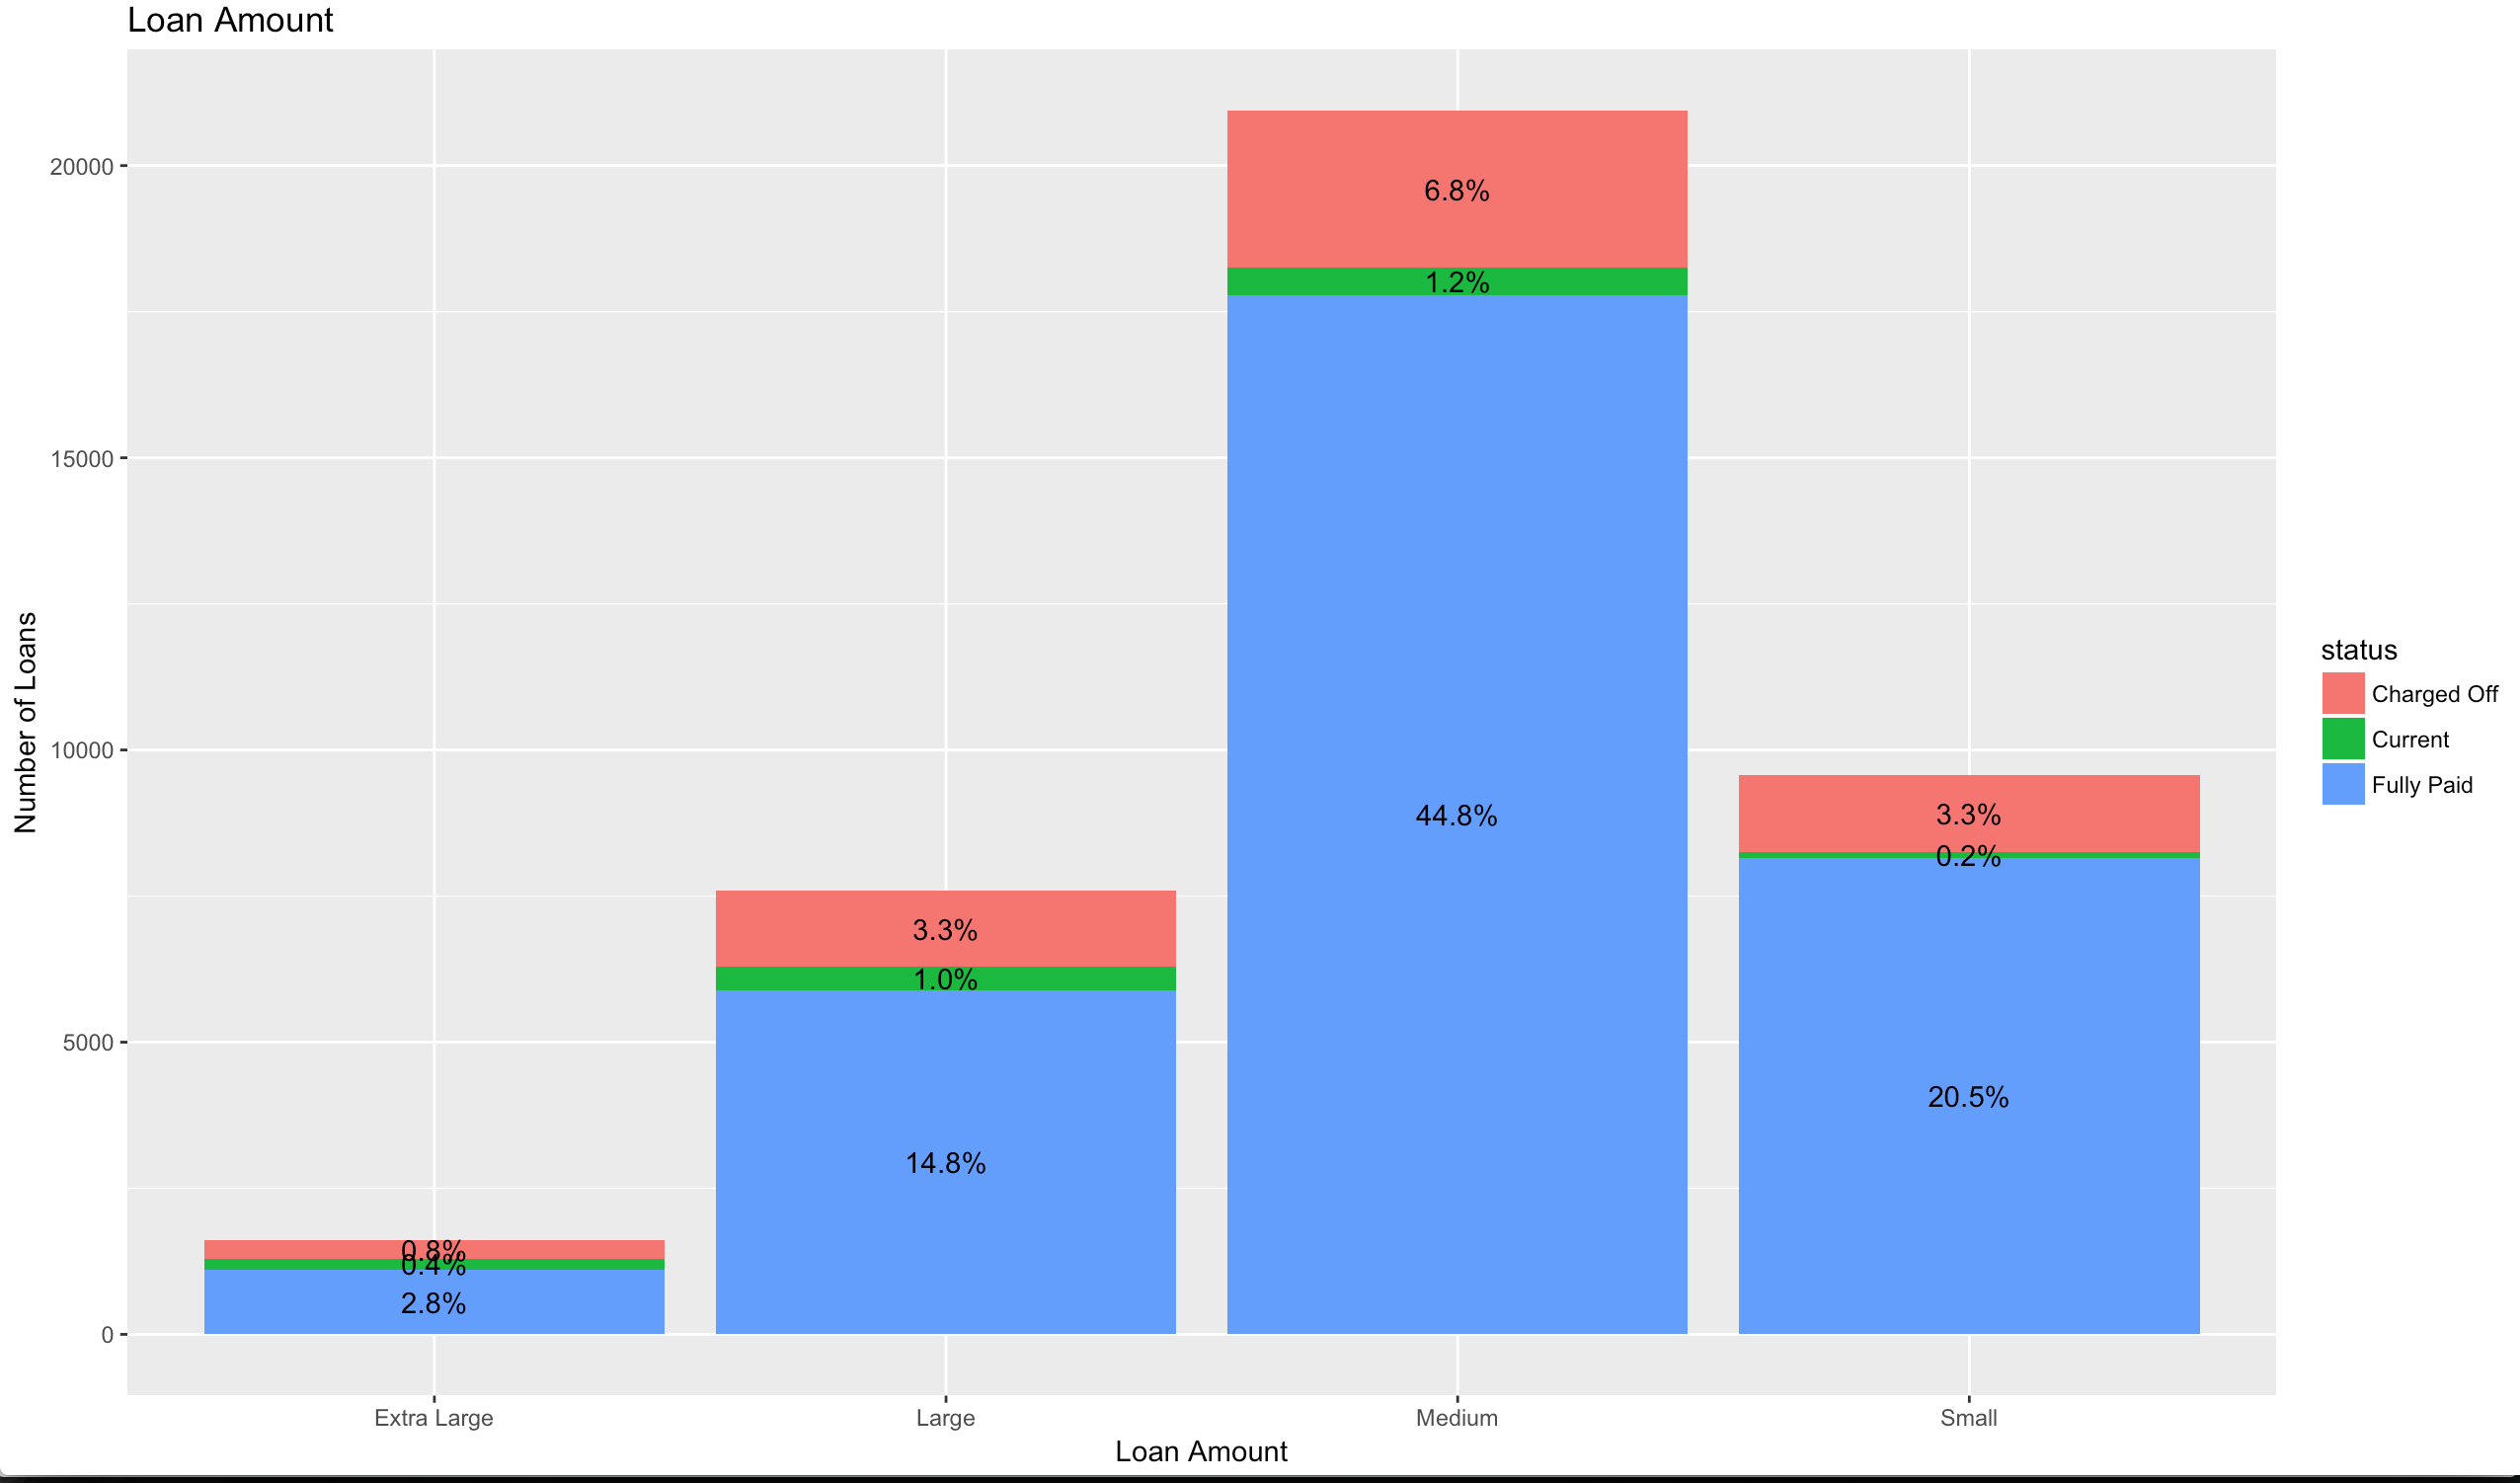 Loan Amount
Number of Loans
20000
15000
10000
5000
0
6.8%
1.2%
44.8%
3.3%
0.2%
20.5%
3.3%
1.0%
14.8%
0.8%
0.4%
2.8%
Extra Large
Large
Medium
Small
Loan Amount
status
Charged Off
Current
Fully Paid